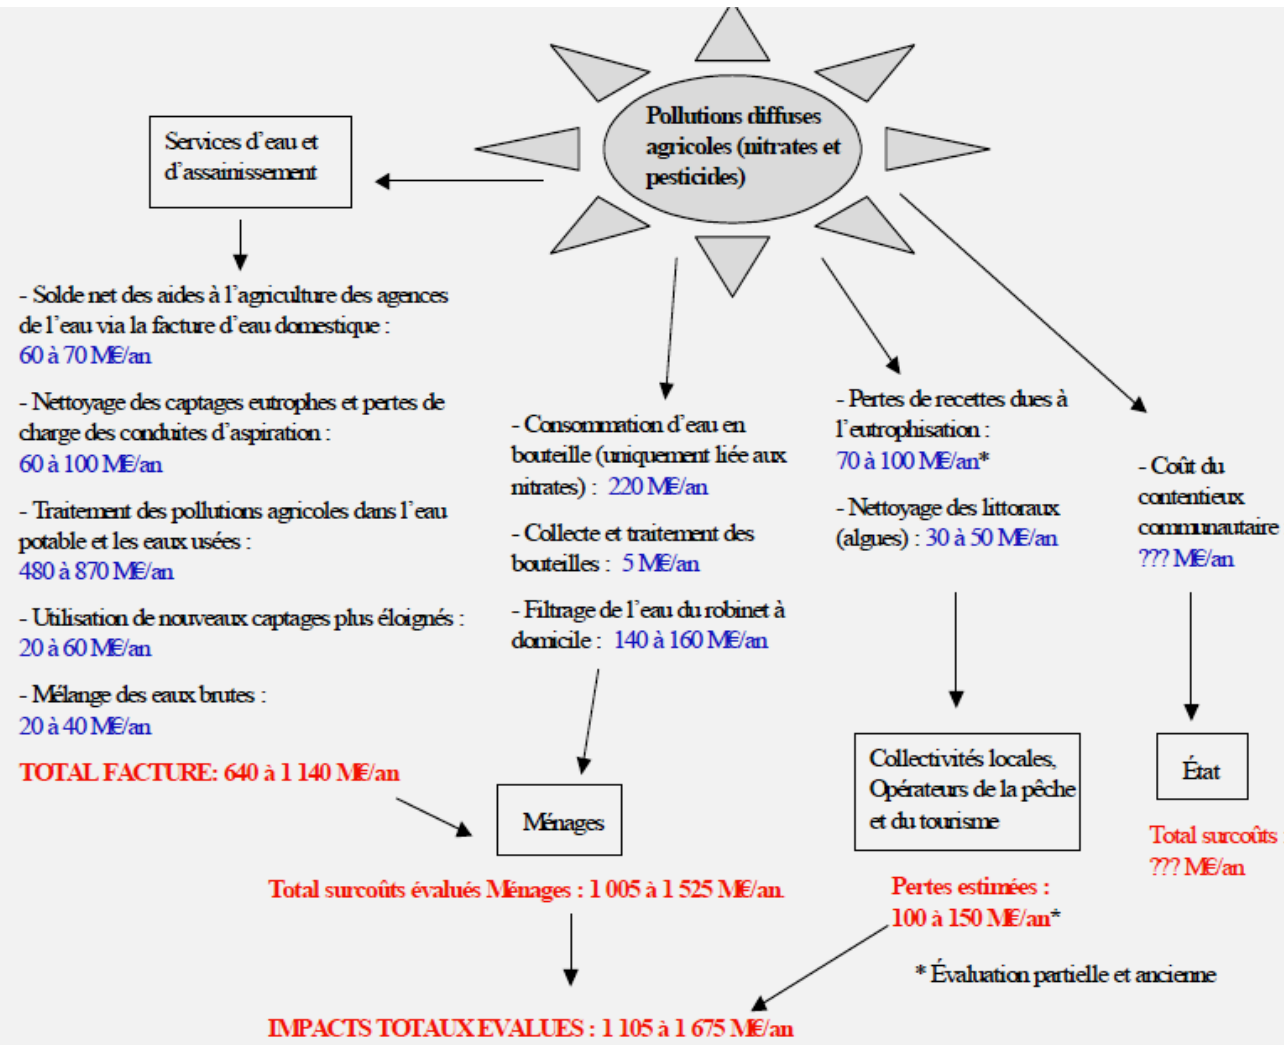 Pollutions diffuses
agricoles (nitrates et
pesticides)
Services d'eau et
d'assainissement
- Solde net des aides à l'agriculture des agences
de l'eau via la facture d'eau domestique :
60 à 70 M€/an
- Nettoyage des captages eutrophes et pertes de
charge des conduites d'aspiration :
60 à 100 M€/an
- Traitement des pollutions agricoles dans l'eau
potable et les eaux usées :
480 à 870 M€/an
- Utilisation de nouveaux captages plus éloignés :
20 à 60 M€/an
- Mélange des eaux brutes :
20 à 40 M€/an
TOTAL FACTURE: 640 à 1 140 M€/an
- Consommation d'eau en
bouteille (uniquement liée aux
nitrates) : 220 M€/an
- Collecte et traitement des
bouteilles : 5 M€/an
- Filtrage de l'eau du robinet à
domicile : 140 à 160 M€/an
Ménages
Total surcoûts évalués Ménages : 1 005 à 1 525 M€/an.
- Pertes de recettes dues à
l'eutrophisation :
70 à 100 M€/an*
- Nettoyage des littoraux
(algues) : 30 à 50 M€/an
Collectivités locales,
Opérateurs de la pêche
et du tourisme
Pertes estimées :
100 à 150 M€/an*
- Coût du
contentieux
communautaire
??? M€/an
État
Total surcoûts :
??? M€/an
* Évaluation partielle et ancienne
IMPACTS TOTAUX EVALUES : 1 105 à 1 675 M€/an